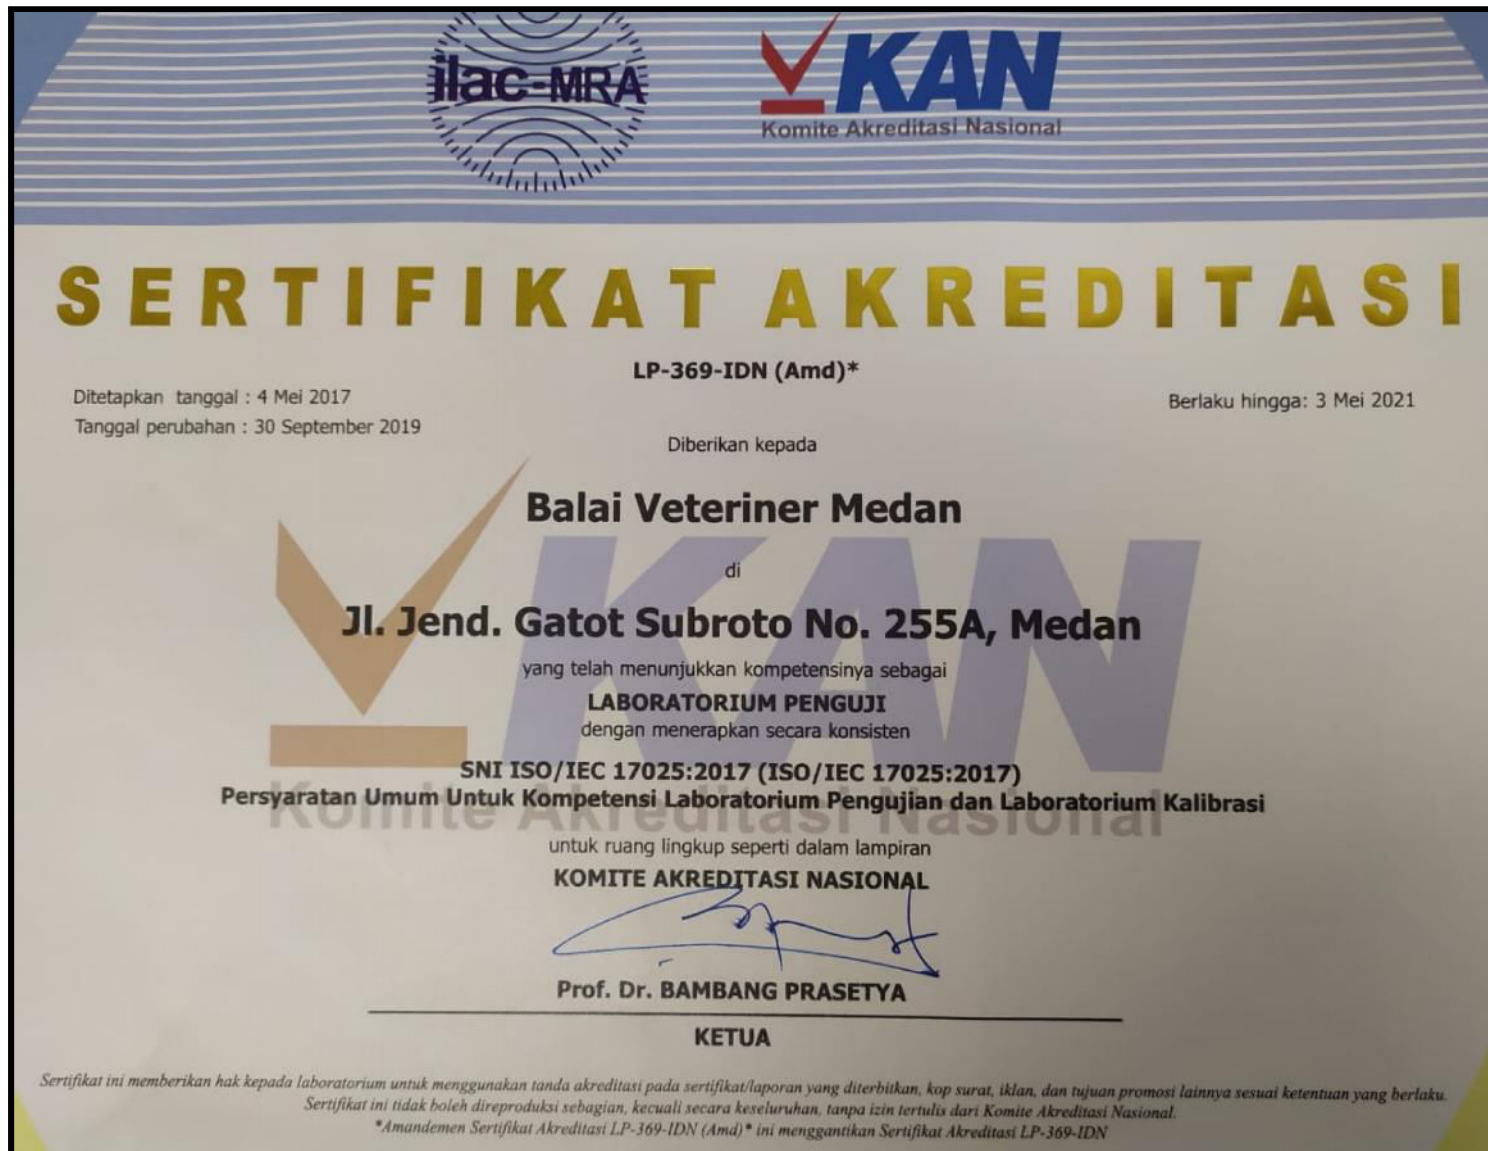 ilac-MRA
KAN
Komite Akreditasi Nasional
SERTIFIKAT AKREDITASI
LP-369-IDN (Amd)*
Ditetapkan tanggal : 4 Mei 2017
Tanggal perubahan : 30 September 2019
Berlaku hingga: 3 Mei 2021
Diberikan kepada
Balai Veteriner Medan
di
Jl. Jend. Gatot Subroto No. 255A, Medan
yang telah menunjukkan kompetensinya sebagai
LABORATORIUM PENGUJI
dengan menerapkan secara konsisten
SNI ISO/IEC 17025:2017 (ISO/IEC 17025:2017)
Persyaratan Umum Untuk Kompetensi Laboratorium Pengujian dan Laboratorium Kalibrasi
KAN
Komite Akreditasi Nasional
untuk ruang lingkup seperti dalam lampiran
KOMITE AKREDITASI NASIONAL
Prof. Dr. BAMBANG PRASETYA
KETUA
Sertifikat ini memberikan hak kepada laboratorium untuk menggunakan tanda akreditasi pada sertifikat/laporan yang diterbitkan, kop surat, iklan, dan tujuan promosi lainnya sesuai ketentuan yang berlaku.
Sertifikat ini tidak boleh direproduksi sebagian, kecuali secara keseluruhan, tanpa izin tertulis dari Komite Akreditasi Nasional.
*Amandemen Sertifikat Akreditasi LP-369-IDN (Amd)* ini menggantikan Sertifikat Akreditasi LP-369-IDN